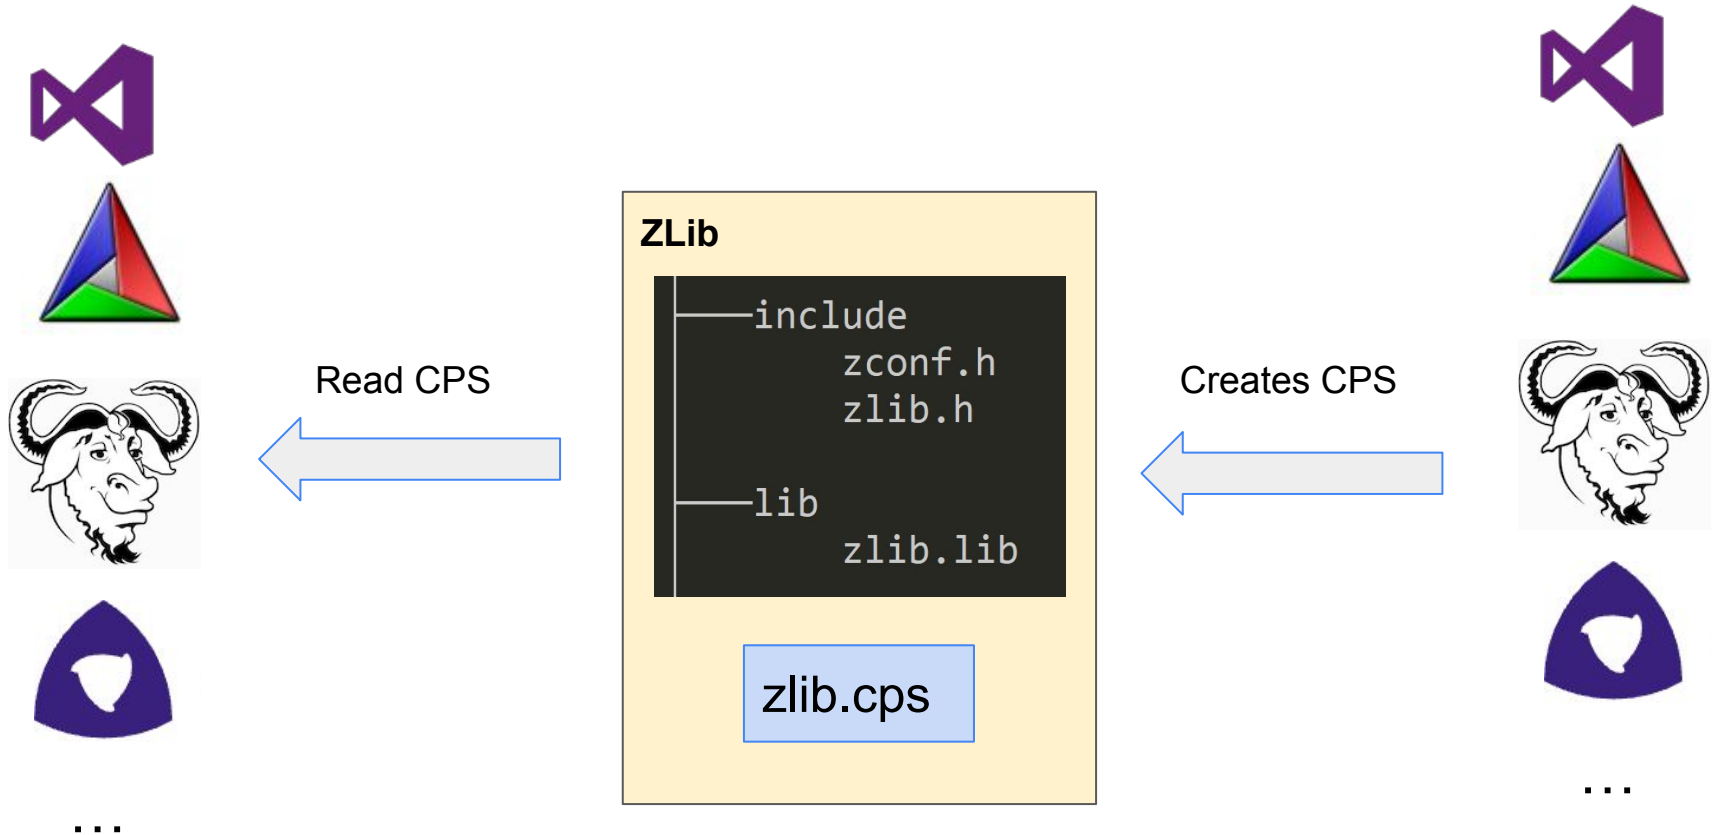 ZLib
include
zconf.h
zlib.h
lib
zlib.lib
zlib.cps
Read CPS
Creates CPS
...
...